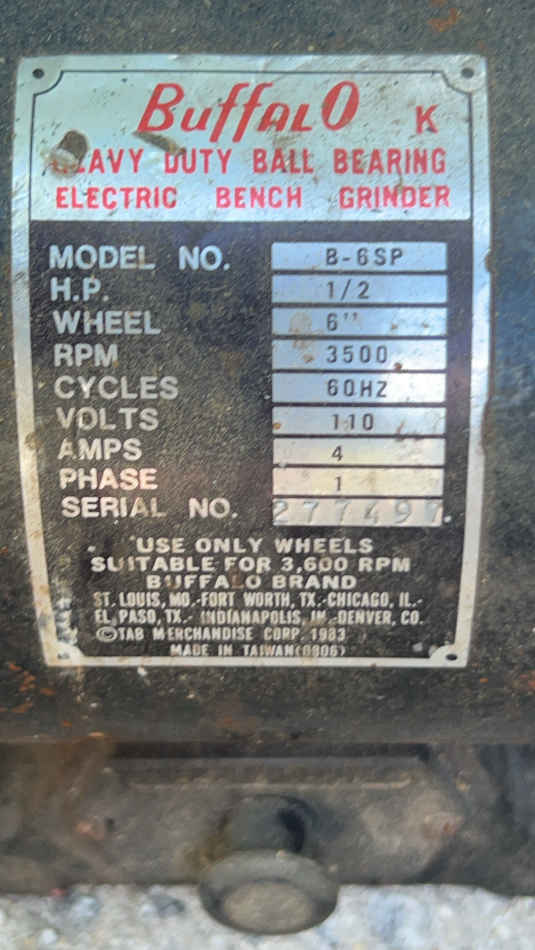 Buffalo K
HEAVY DUTY BALL BEARING
ELECTRIC BENCH GRINDER
MODEL NO. B-6SP
H.P. 1/2
WHEEL 6"
RPM 3500
CYCLES 60HZ
VOLTS 110
AMPS 4
PHASE 1
SERIAL NO. 277497
USE ONLY WHEELS
SUITABLE FOR 3,600 RPM
BUFFALO BRAND
ST. LOUIS, MO.-FORT WORTH, TX.-CHICAGO, IL.-
EL PASO, TX.- INDIANAPOLIS, IN.-DENVER, CO.
©TAB MERCHANDISE CORP. 1983
MADE IN TAIWAN(0806)